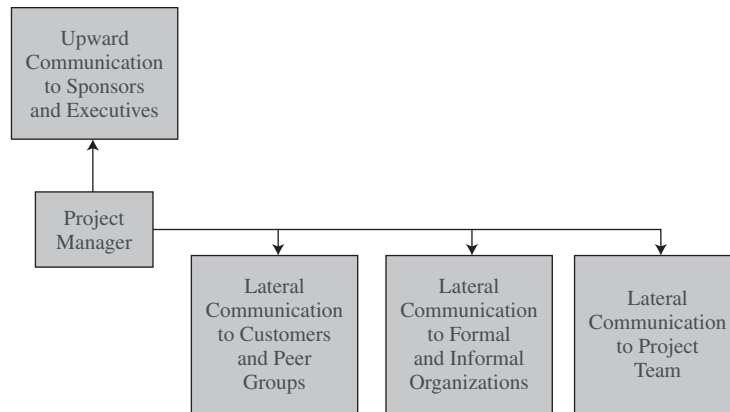 Upward
Communication
to Sponsors
and Executives
Project
Manager
Lateral
Communication
to Customers
and Peer
Groups
Lateral
Communication
to Formal
and Informal
Organizations
Lateral
Communication
to Project
Team